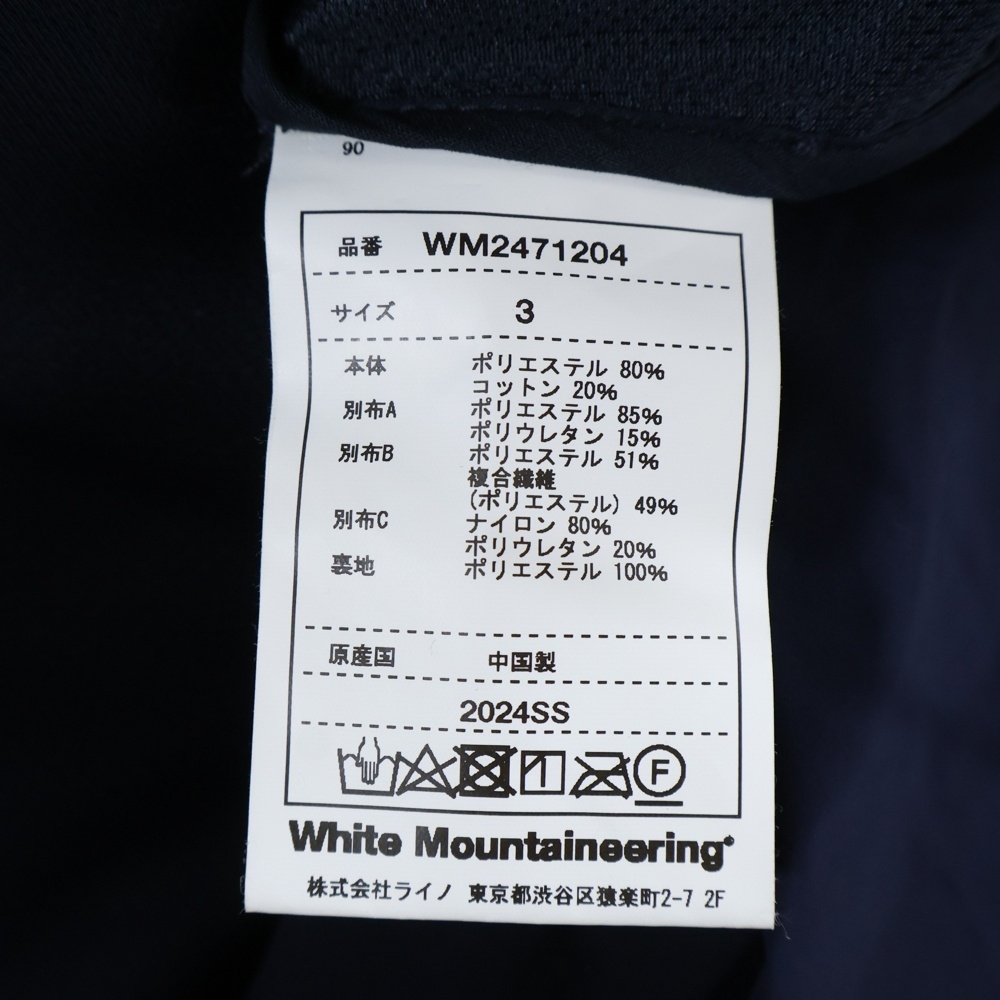 90
品番 WM2471204
サイズ 3
本体 ポリエステル 80%
コットン 20%
別布A ポリエステル 85%
ポリウレタン 15%
別布B ポリエステル 51%
複合繊維
(ポリエステル) 49%
別布C ナイロン 80%
ポリウレタン 20%
裏地 ポリエステル 100%
原産国 中国製
2024SS
F
White Mountaineering®
株式会社ライノ 東京都渋谷区猿楽町2-7 2F